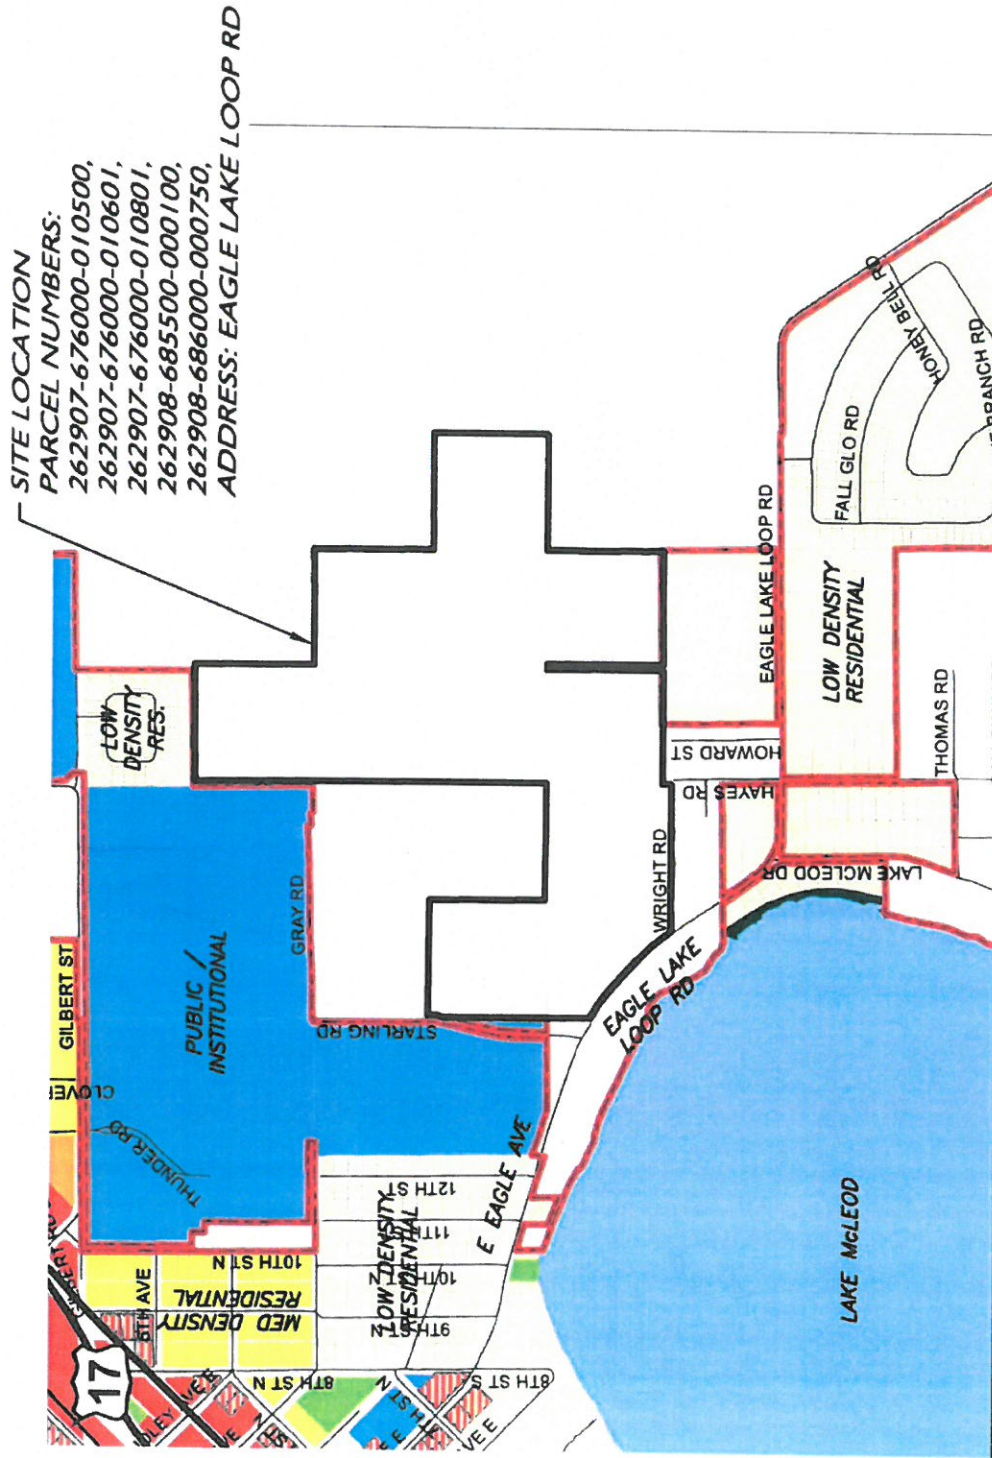 SITE LOCATION
PARCEL NUMBERS:
262907-676000-010500,
262907-676000-010601,
262907-676000-010801,
262908-685500-000100,
262908-686000-000750,
ADDRESS: EAGLE LAKE LOOP RD
LOW
DENSITY
RES.
GILBERT ST
CLOVER
THUNDER RD
PUBLIC /
INSTITUTIONAL
GRAY RD
STARLING RD
17
6TH AVE
10TH ST N
MED DENSITY
RESIDENTIAL
8TH ST N
LOW DENSITY
RESIDENTIAL
12TH ST
11TH
10TH ST N
9TH ST N
8TH ST S
E EAGLE AVE
EAGLE LAKE
LOOP RD
WRIGHT RD
HAYES RD
HOWARD ST
EAGLE LAKE LOOP RD
LAKE MCLEOD DR
LOW DENSITY
RESIDENTIAL
FALL GLO RD
HONEY BELL RD
BRANCH RD
THOMAS RD
LAKE McLEOD